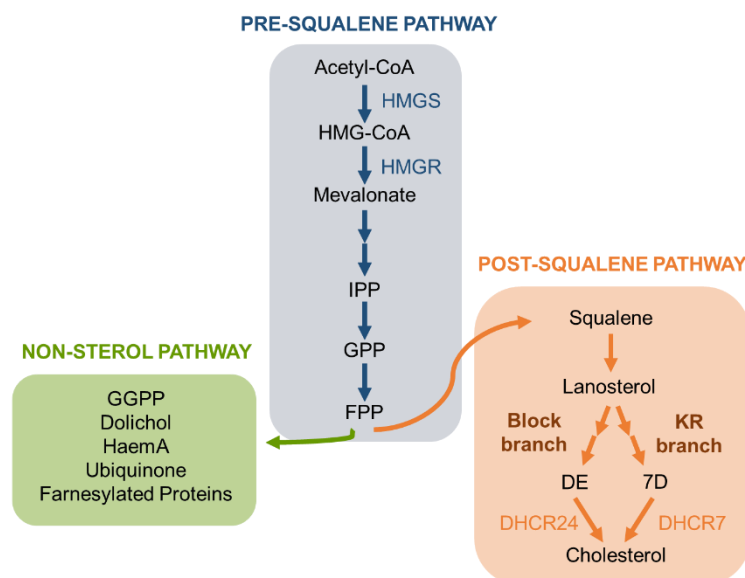 PRE-SQUALENE PATHWAY
Acetyl-CoA
HMGS
HMG-CoA
HMGR
Mevalonate
IPP
GPP
FPP
NON-STEROL PATHWAY
GGPP
Dolichol
HaemA
Ubiquinone
Farnesylated Proteins
POST-SQUALENE PATHWAY
Squalene
Lanosterol
Block
branch
KR
branch
DE
7D
DHCR24
DHCR7
Cholesterol